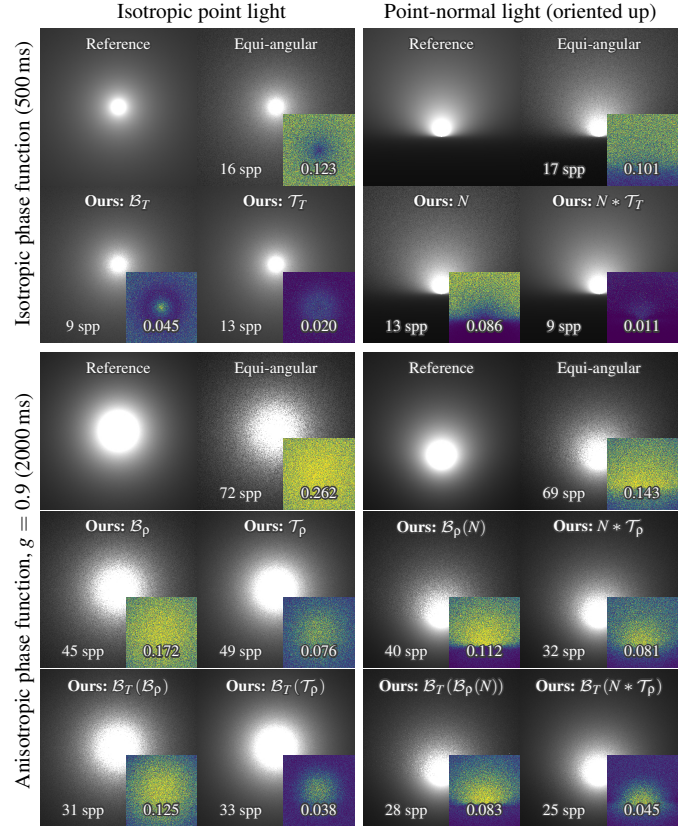 Isotropic point light
Point-normal light (oriented up)
Isotropic phase function (500 ms)
Reference
Equi-angular
16 spp
0.123
Reference
Equi-angular
17 spp
0.101
Ours: 𝓑_T
Ours: 𝓣_T
9 spp
0.045
13 spp
0.020
Ours: N
Ours: N ∗ 𝓣_T
13 spp
0.086
9 spp
0.011
Anisotropic phase function, g = 0.9 (2000 ms)
Reference
Equi-angular
72 spp
0.262
Reference
Equi-angular
69 spp
0.143
Ours: 𝓑_ρ
Ours: 𝓣_ρ
45 spp
0.172
49 spp
0.076
Ours: 𝓑_ρ(N)
Ours: N ∗ 𝓣_ρ
40 spp
0.112
32 spp
0.081
Ours: 𝓑_T(𝓑_ρ)
Ours: 𝓑_T(𝓣_ρ)
31 spp
0.125
33 spp
0.038
Ours: 𝓑_T(𝓑_ρ(N))
Ours: 𝓑_T(N ∗ 𝓣_ρ)
28 spp
0.083
25 spp
0.045